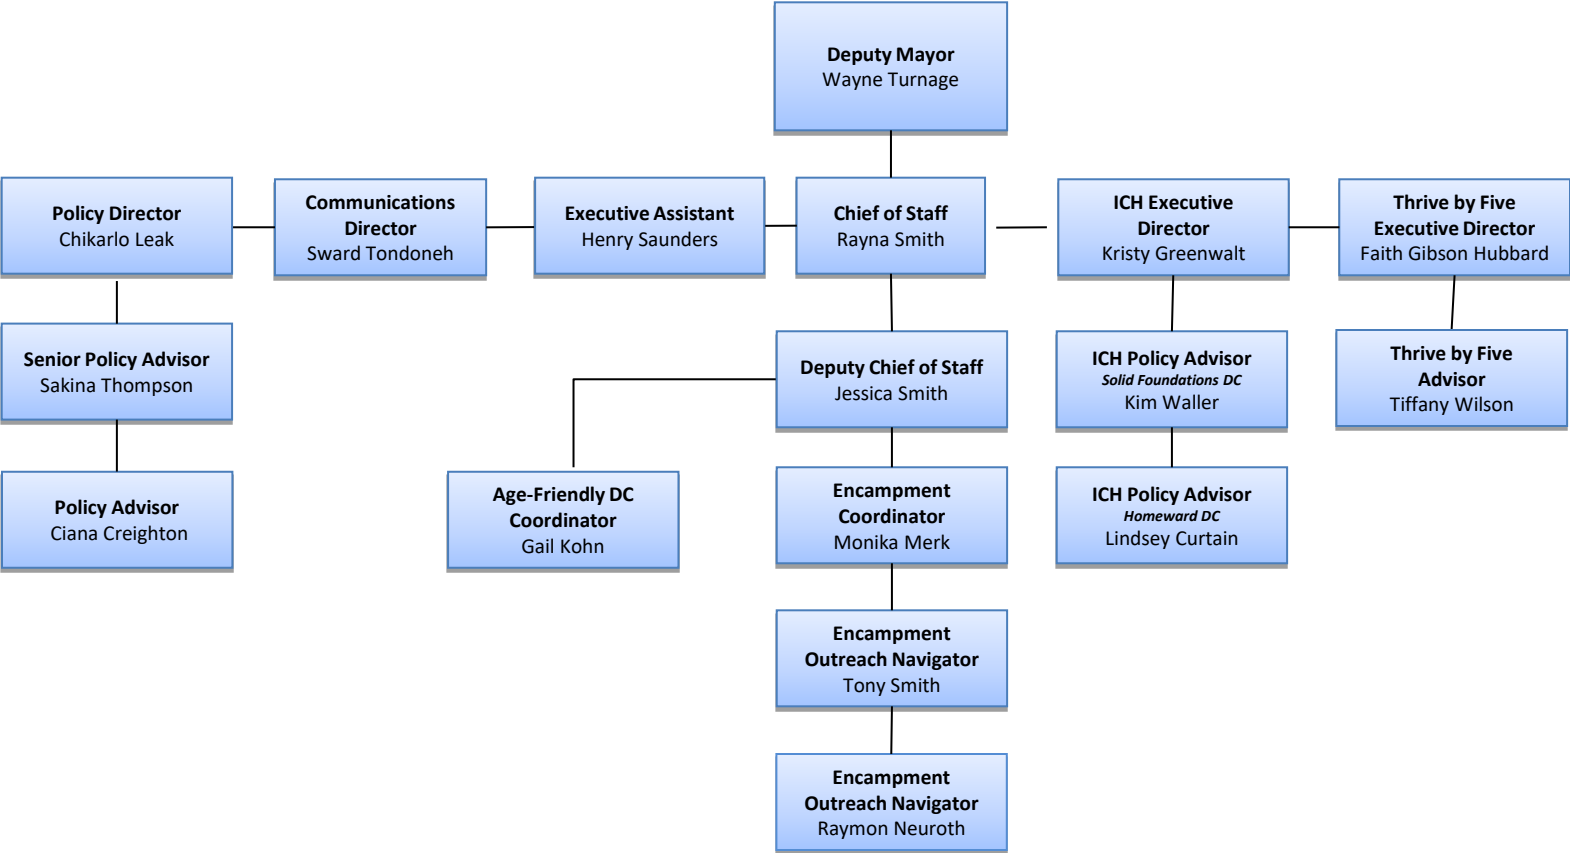 Deputy Mayor
Wayne Turnage
Policy Director
Chikarlo Leak
Communications
Director
Sward Tondoneh
Executive Assistant
Henry Saunders
Chief of Staff
Rayna Smith
ICH Executive
Director
Kristy Greenwalt
Thrive by Five
Executive Director
Faith Gibson Hubbard
Senior Policy Advisor
Sakina Thompson
Deputy Chief of Staff
Jessica Smith
ICH Policy Advisor
Solid Foundations DC
Kim Waller
Thrive by Five
Advisor
Tiffany Wilson
Policy Advisor
Ciana Creighton
Age-Friendly DC
Coordinator
Gail Kohn
Encampment
Coordinator
Monika Merk
ICH Policy Advisor
Homeward DC
Lindsey Curtain
Encampment
Outreach Navigator
Tony Smith
Encampment
Outreach Navigator
Raymon Neuroth